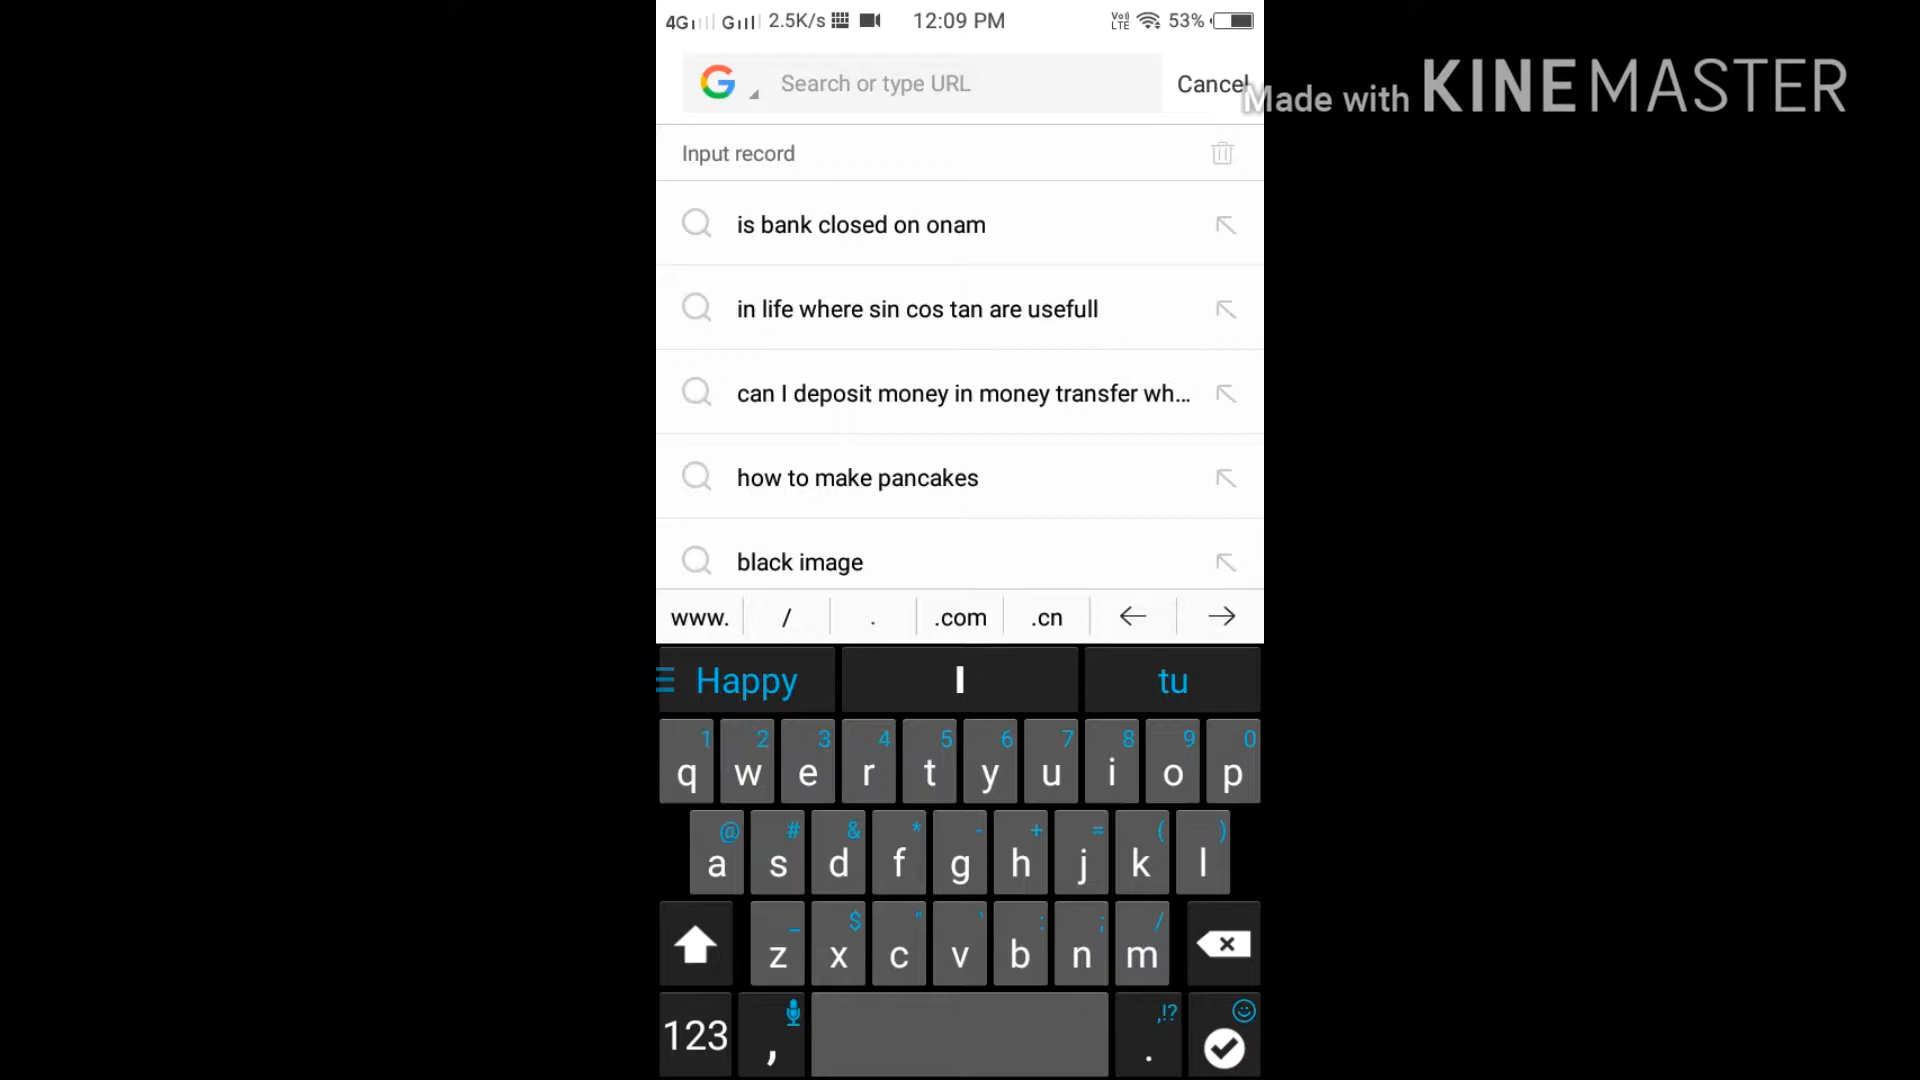 4G G 2.5K/s 12:09 PM Vo) LTE 53%
Search or type URL Cancel
Made with KINEMASTER
Input record
is bank closed on onam
in life where sin cos tan are usefull
can I deposit money in money transfer wh...
how to make pancakes
black image
www. / . .com .cn ← →
Happy I tu
1 2 3 4 5 6 7 8 9 0
q w e r t y u i o p
@ # & * - + = ( )
a s d f g h j k l
_ $ " ' : ; /
z x c v b n m
,!?
123 , .